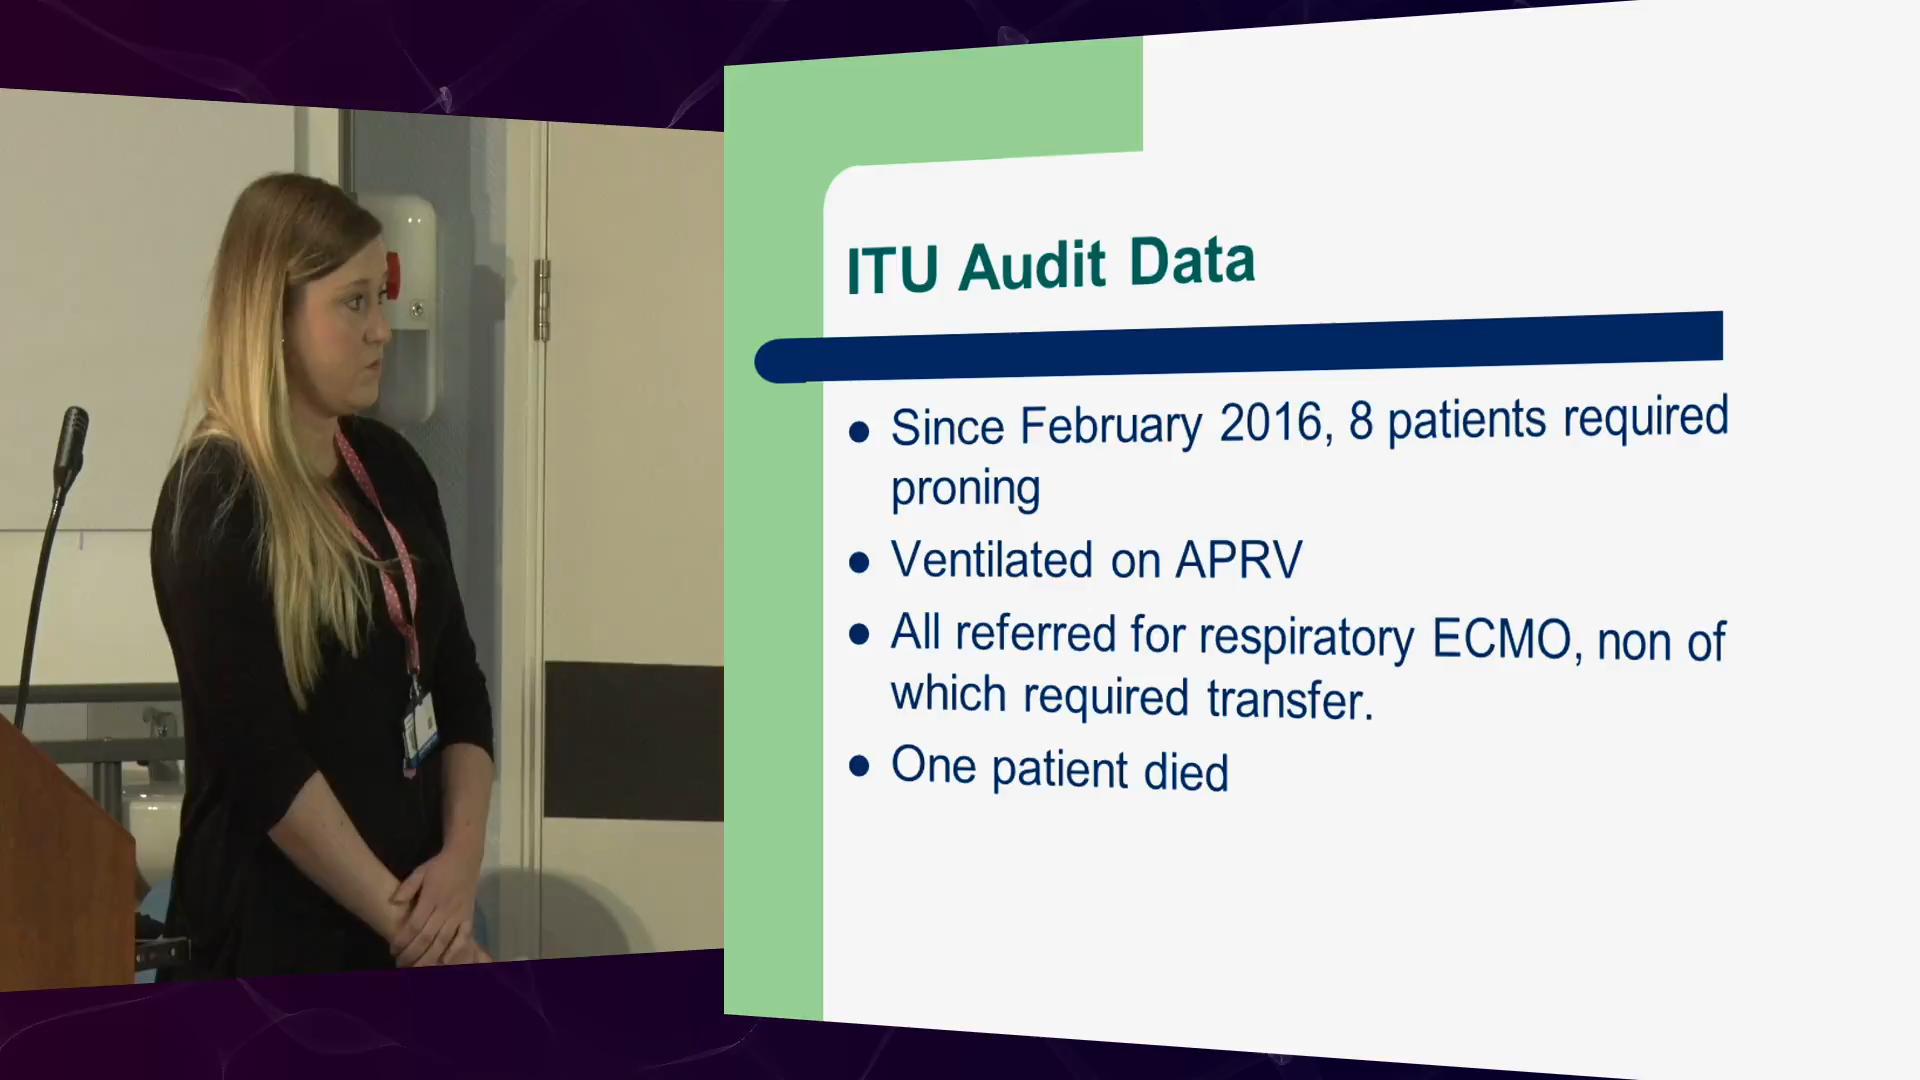 ITU Audit Data
● Since February 2016, 8 patients required
proning
● Ventilated on APRV
● All referred for respiratory ECMO, non of
which required transfer.
● One patient died